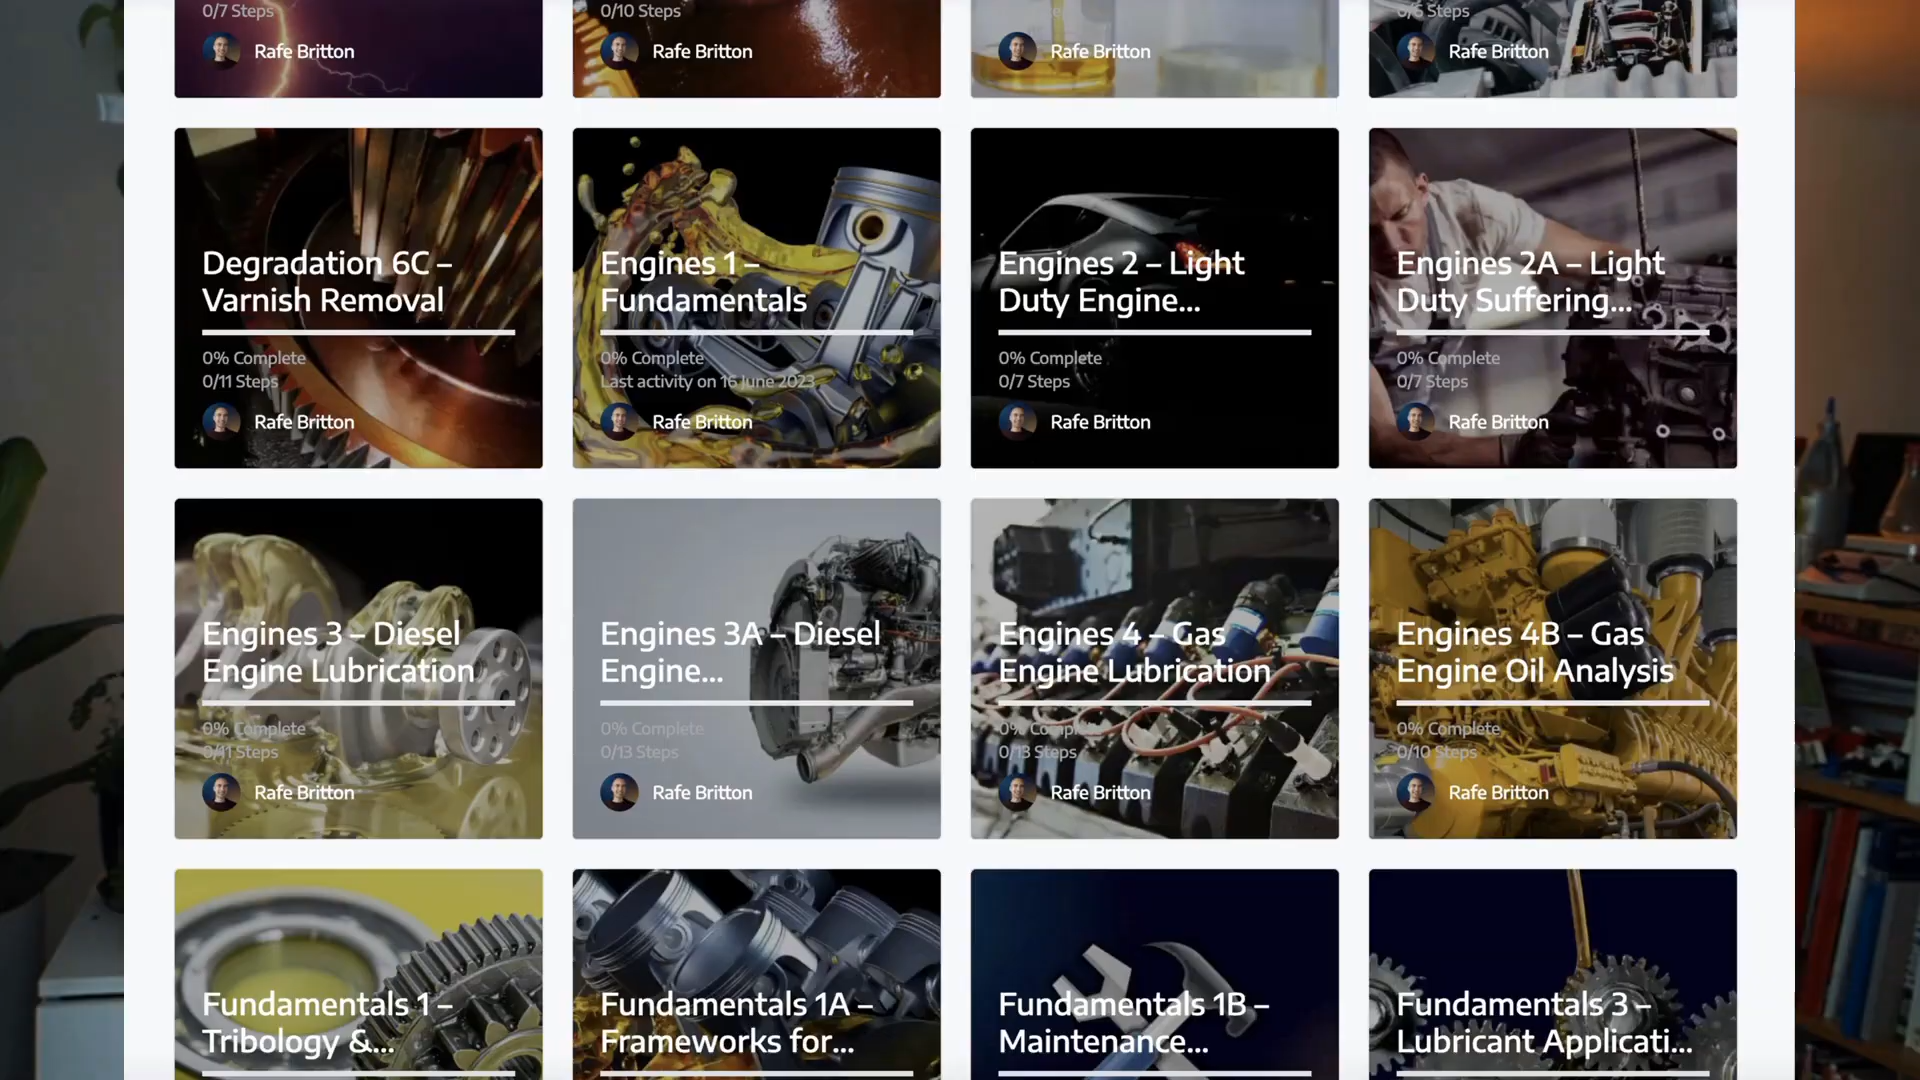 0/7 Steps
0/10 Steps
0/6 Steps
Rafe Britton
Rafe Britton
Rafe Britton
Rafe Britton
Degradation 6C –
Varnish Removal
0% Complete
0/11 Steps
Rafe Britton
Engines 1 –
Fundamentals
0% Complete
Last activity on 16 June 2023
Rafe Britton
Engines 2 – Light
Duty Engine...
0% Complete
0/7 Steps
Rafe Britton
Engines 2A – Light
Duty Suffering...
0% Complete
0/7 Steps
Rafe Britton
Engines 3 – Diesel
Engine Lubrication
0% Complete
0/11 Steps
Rafe Britton
Engines 3A – Diesel
Engine...
0% Complete
0/13 Steps
Rafe Britton
Engines 4 – Gas
Engine Lubrication
0% Complete
0/13 Steps
Rafe Britton
Engines 4B – Gas
Engine Oil Analysis
0% Complete
0/10 Steps
Rafe Britton
Fundamentals 1 –
Tribology &...
Fundamentals 1A –
Frameworks for...
Fundamentals 1B –
Maintenance...
Fundamentals 3 –
Lubricant Applicati...